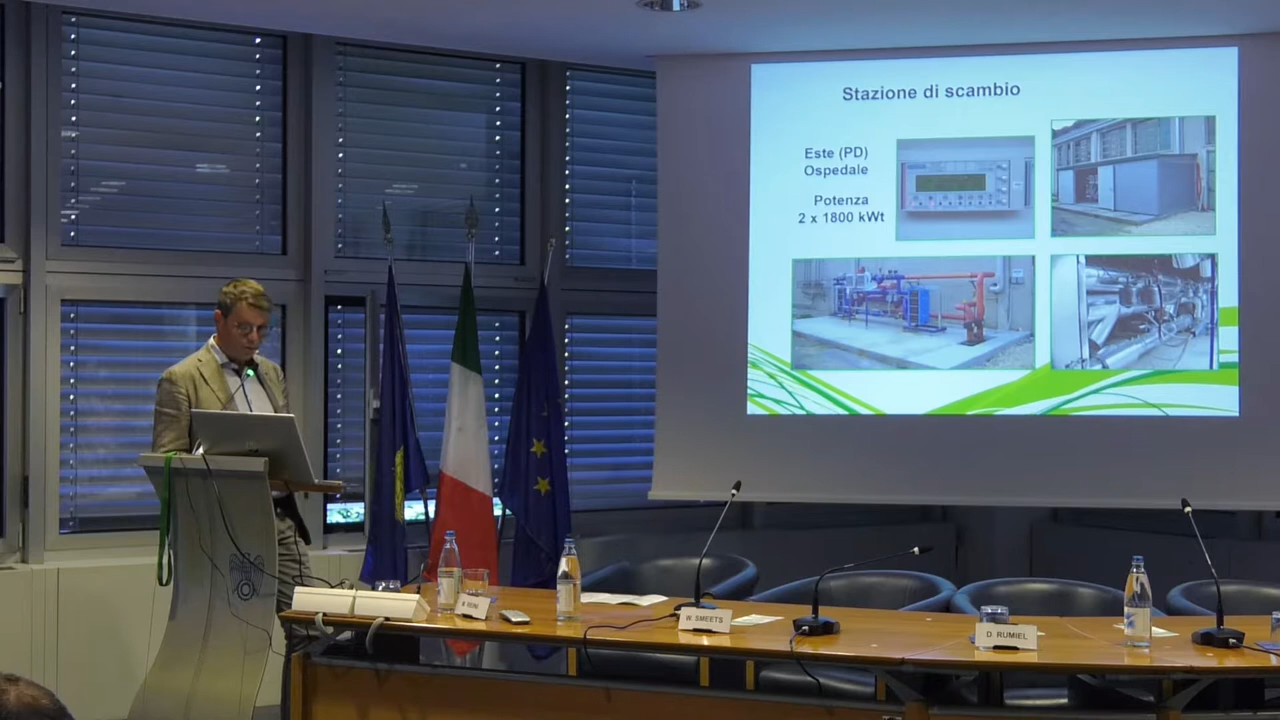 Stazione di scambio
Este (PD)
Ospedale
Potenza
2 x 1800 kWt
W. SMEETS
D. RUMIEL